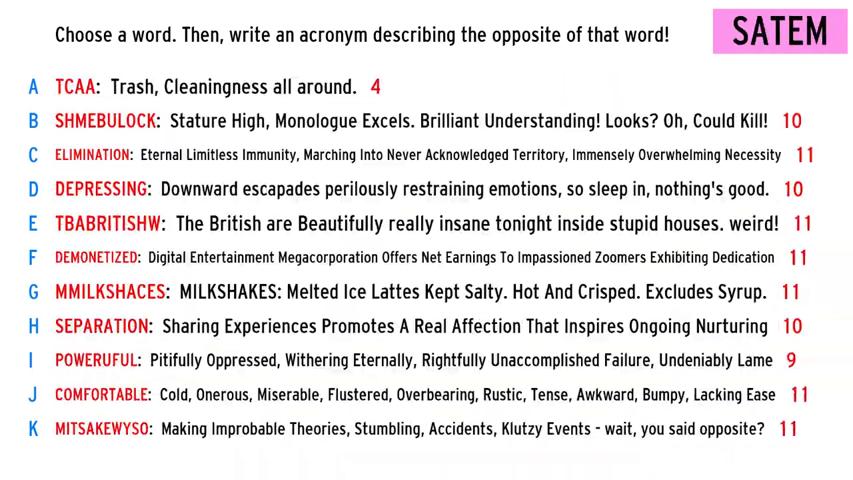 Choose a word. Then, write an acronym describing the opposite of that word!
SATEM
A TCAA: Trash, Cleaningness all around. 4
B SHMEBULOCK: Stature High, Monologue Excels. Brilliant Understanding! Looks? Oh, Could Kill! 10
C ELIMINATION: Eternal Limitless Immunity, Marching Into Never Acknowledged Territory, Immensely Overwhelming Necessity 11
D DEPRESSING: Downward escapades perilously restraining emotions, so sleep in, nothing's good. 10
E TBABRITISHW: The British are Beautifully really insane tonight inside stupid houses. weird! 11
F DEMONETIZED: Digital Entertainment Megacorporation Offers Net Earnings To Impassioned Zoomers Exhibiting Dedication 11
G MMILKSHACES: MILKSHAKES: Melted Ice Lattes Kept Salty. Hot And Crisped. Excludes Syrup. 11
H SEPARATION: Sharing Experiences Promotes A Real Affection That Inspires Ongoing Nurturing 10
I POWERUFUL: Pitifully Oppressed, Withering Eternally, Rightfully Unaccomplished Failure, Undeniably Lame 9
J COMFORTABLE: Cold, Onerous, Miserable, Flustered, Overbearing, Rustic, Tense, Awkward, Bumpy, Lacking Ease 11
K MITSAKEWYSO: Making Improbable Theories, Stumbling, Accidents, Klutzy Events - wait, you said opposite? 11